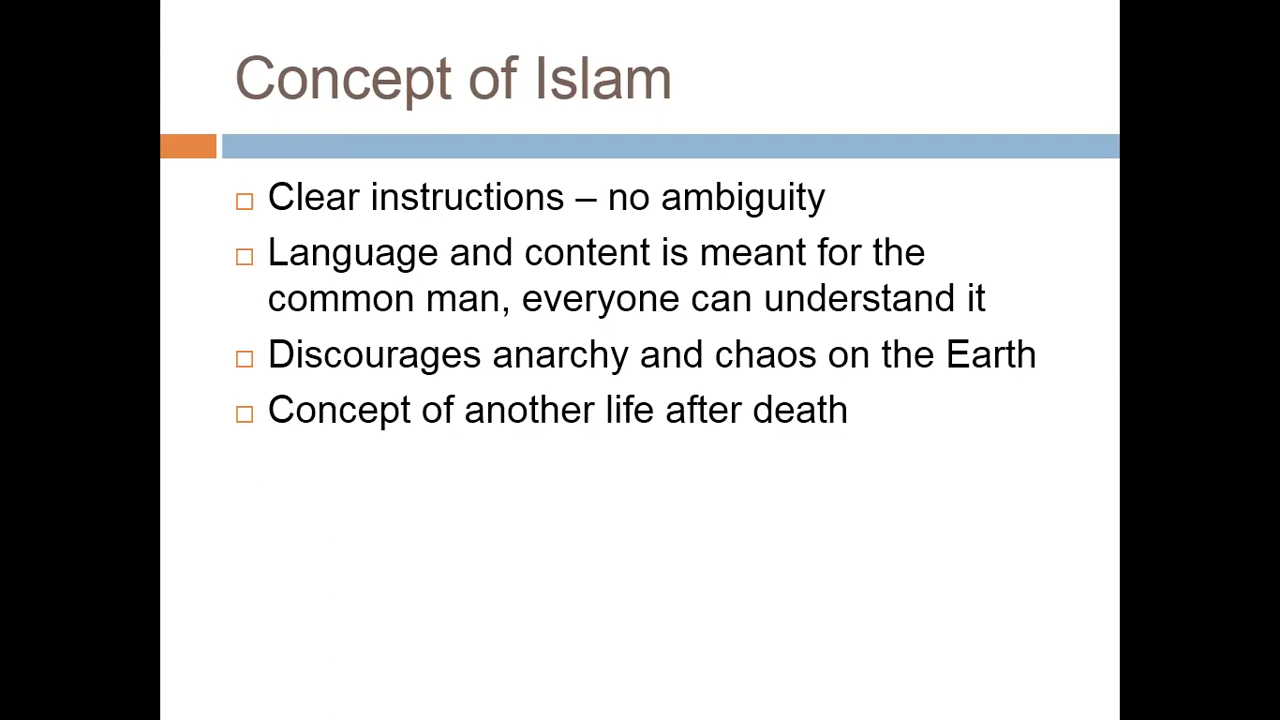 Concept of Islam
Clear instructions – no ambiguity
Language and content is meant for the
common man, everyone can understand it
Discourages anarchy and chaos on the Earth
Concept of another life after death